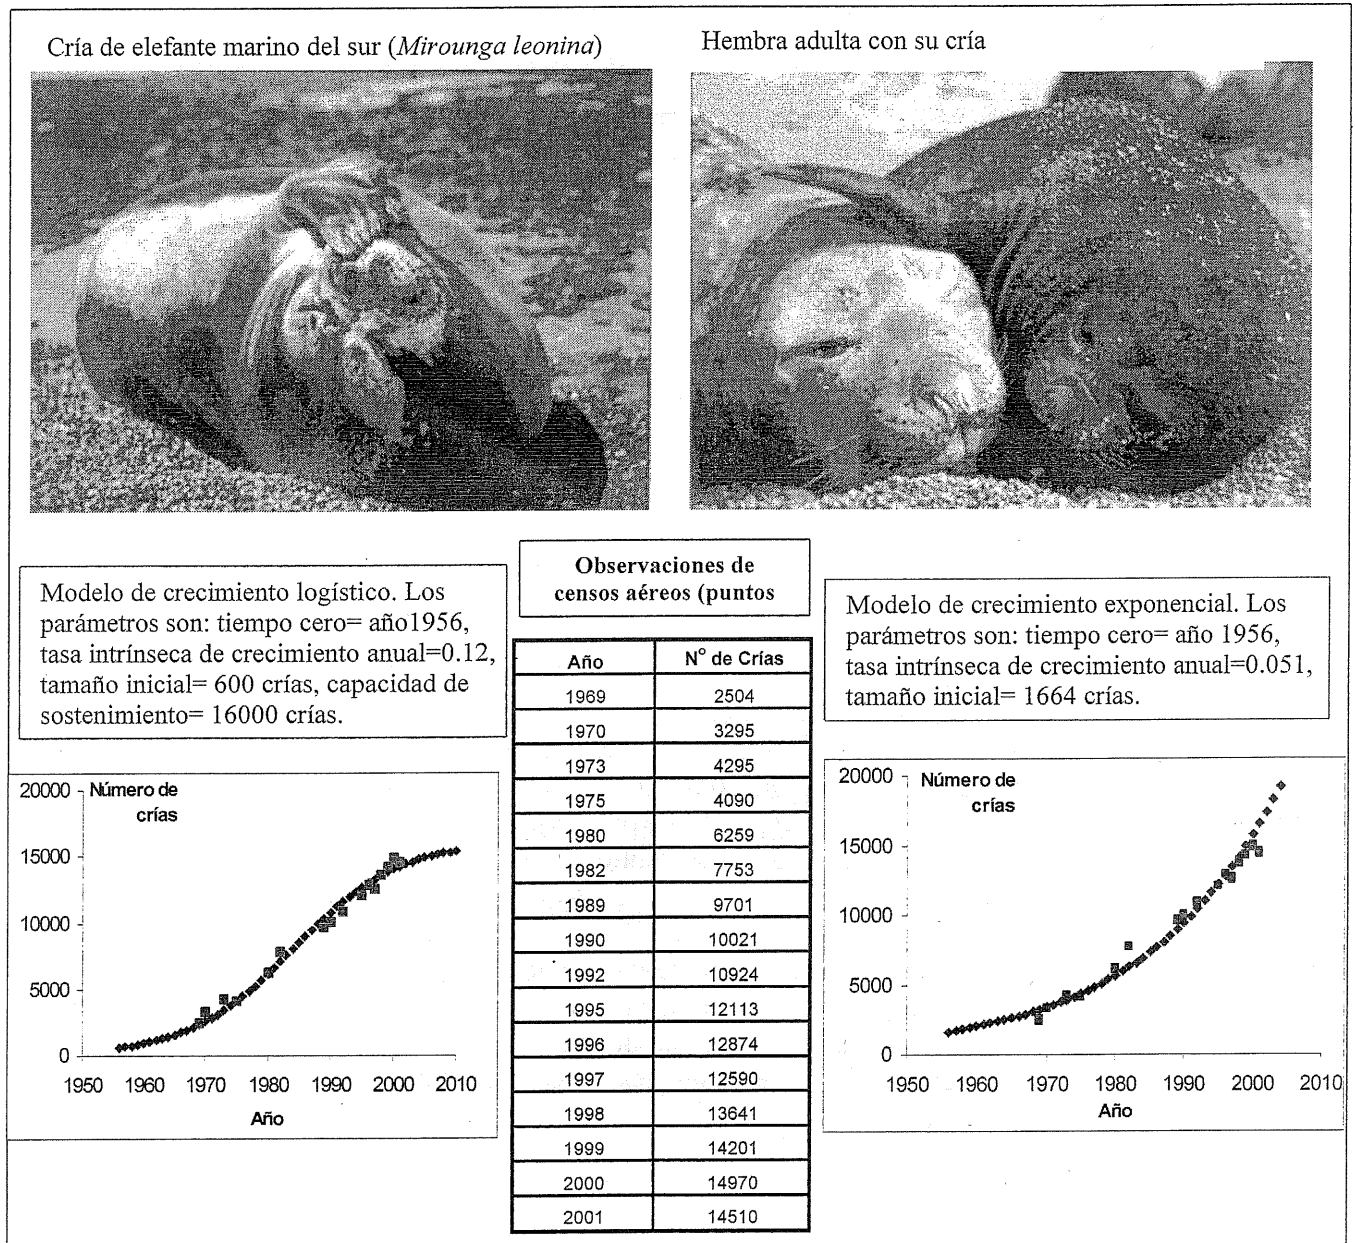 Cría de elefante marino del sur (Mirounga leonina)
Hembra adulta con su cría
Modelo de crecimiento logístico. Los
parámetros son: tiempo cero= año1956,
tasa intrínseca de crecimiento anual=0.12,
tamaño inicial= 600 crías, capacidad de
sostenimiento= 16000 crías.
Observaciones de
censos aéreos (puntos
Año N° de Crías
1969 2504
1970 3295
1973 4295
1975 4090
1980 6259
1982 7753
1989 9701
1990 10021
1992 10924
1995 12113
1996 12874
1997 12590
1998 13641
1999 14201
2000 14970
2001 14510
Modelo de crecimiento exponencial. Los
parámetros son: tiempo cero= año 1956,
tasa intrínseca de crecimiento anual=0.051,
tamaño inicial= 1664 crías.
20000 Número de
crías
15000
10000
5000
0
1950 1960 1970 1980 1990 2000 2010
Año
20000 Número de
crías
15000
10000
5000
0
1950 1960 1970 1980 1990 2000 2010
Año